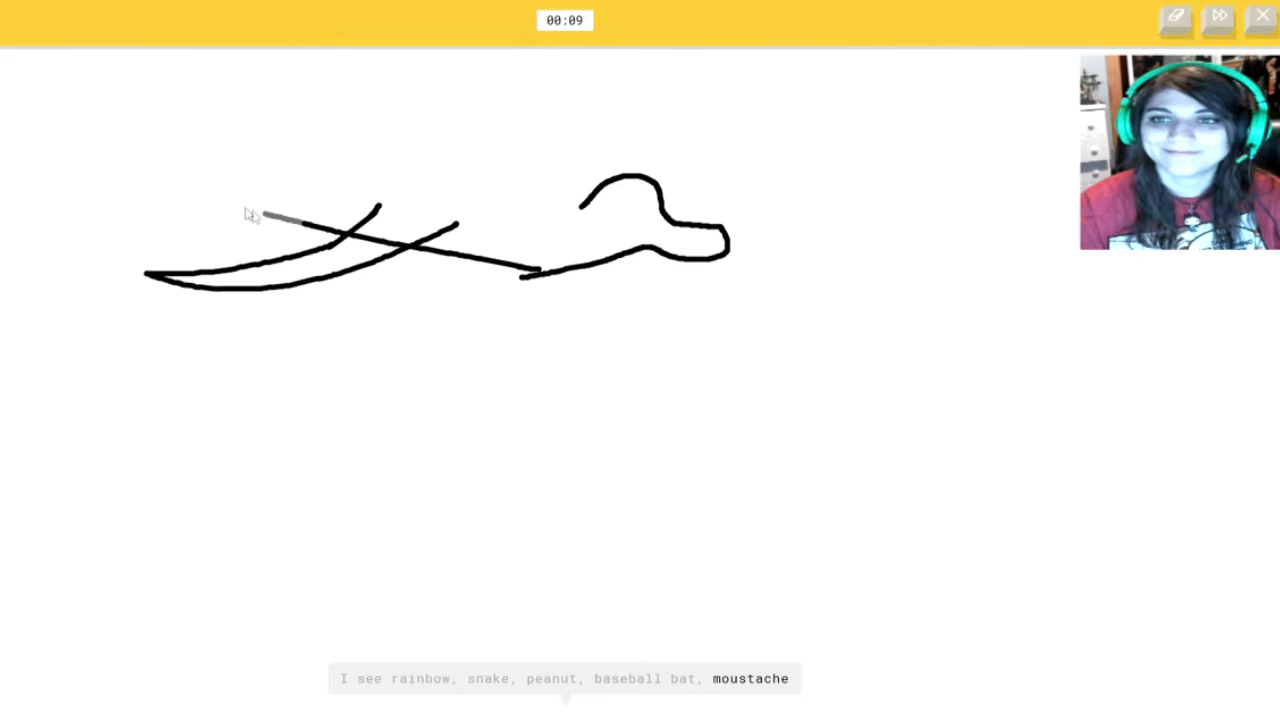 00:09
I see rainbow, snake, peanut, baseball bat, moustache